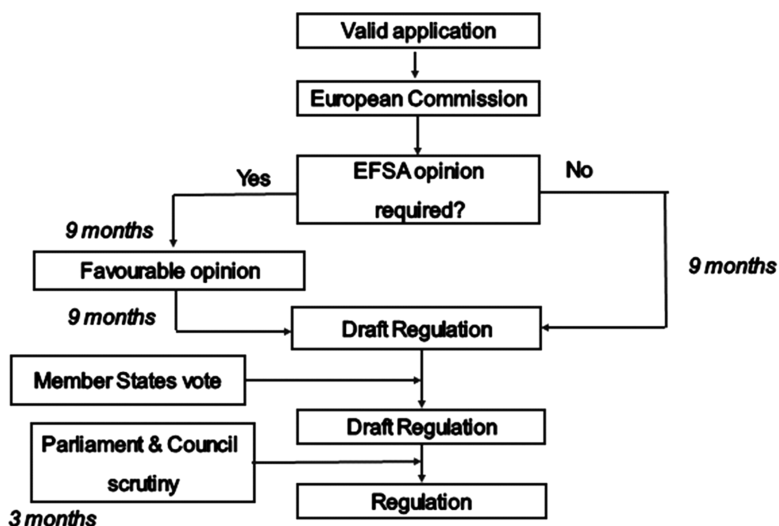 Valid application
European Commission
EFSA opinion
required?
Yes
No
9 months
Favourable opinion
9 months
9 months
Draft Regulation
Member States vote
Draft Regulation
Parliament & Council
scrutiny
Regulation
3 months